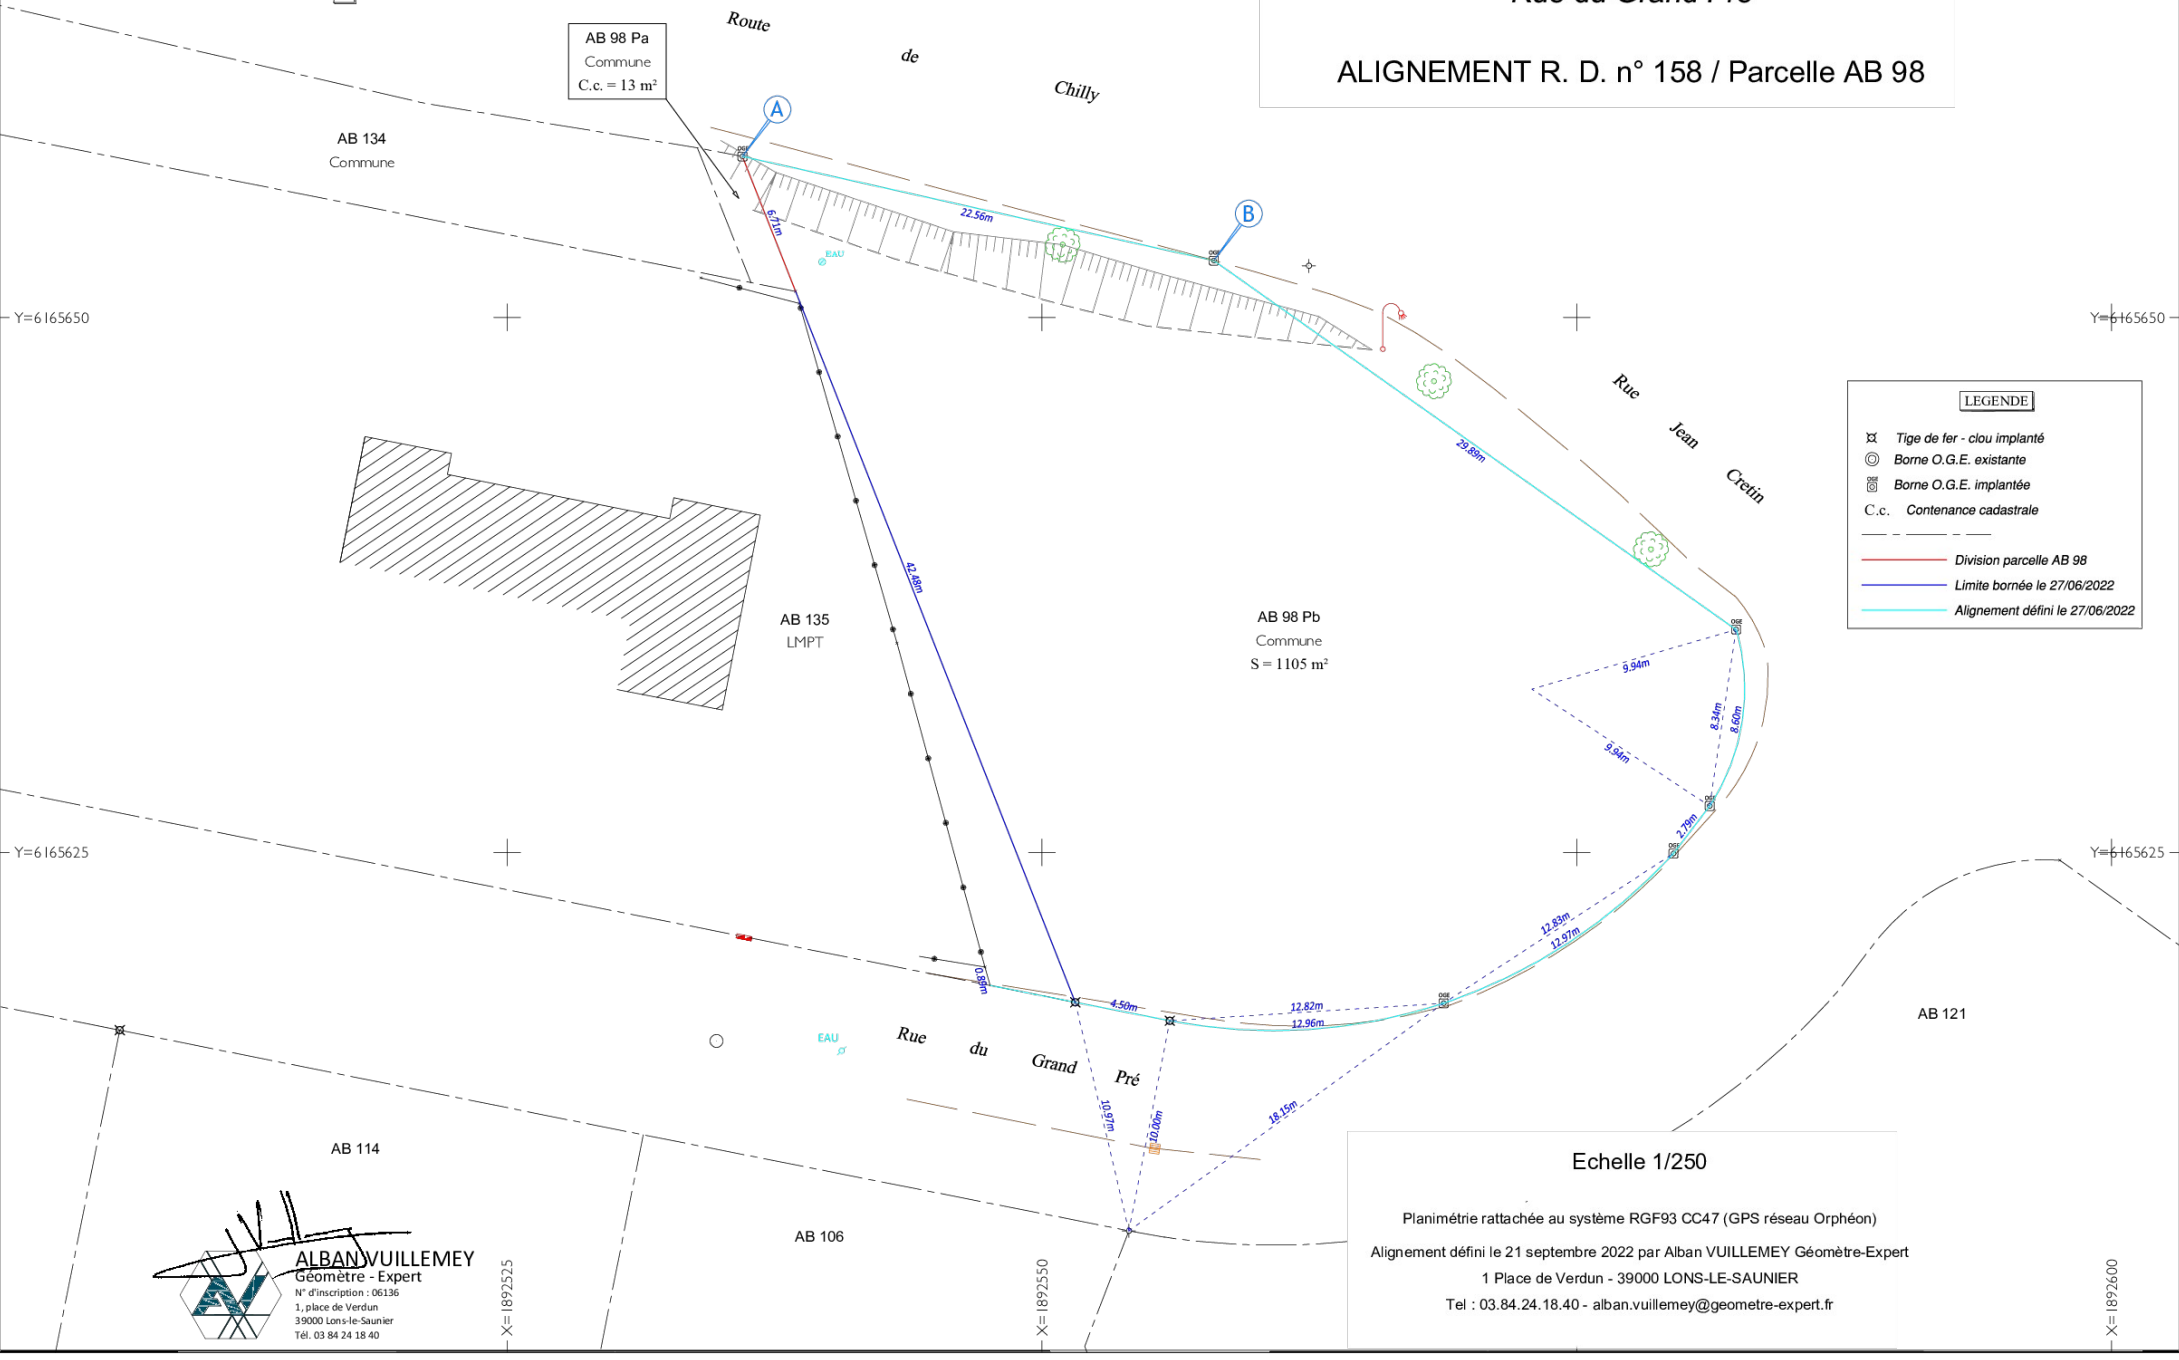 ALIGNEMENT R. D. n° 158 / Parcelle AB 98
Route
de
Chilly
AB 98 Pa
Commune
C.c. = 13 m²
A
OGE
AB 134
Commune
6.71m
22.56m
B
OGE
EAU
Y=6165650
Y=6165650
Rue
Jean
Cretin
29.89m
LEGENDE
Tige de fer - clou implanté
Borne O.G.E. existante
OGE
Borne O.G.E. implantée
C.c. Contenance cadastrale
Division parcelle AB 98
Limite bornée le 27/06/2022
Alignement défini le 27/06/2022
42.48m
AB 135
LMPT
AB 98 Pb
Commune
S = 1105 m²
OGE
9.94m
8.34m
8.60m
9.94m
OGE
2.79m
OGE
Y=6165625
Y=6165625
12.83m
12.97m
0.89m
4.50m
12.82m
12.96m
OGE
AB 121
EAU
Rue
du
Grand
Pré
10.97m
10.00m
18.15m
AB 114
AB 106
X=1892525
X=1892550
X=1892600
Echelle 1/250
Planimétrie rattachée au système RGF93 CC47 (GPS réseau Orphéon)
Alignement défini le 21 septembre 2022 par Alban VUILLEMEY Géomètre-Expert
1 Place de Verdun - 39000 LONS-LE-SAUNIER
Tel : 03.84.24.18.40 - alban.vuillemey@geometre-expert.fr
AV
ALBAN VUILLEMEY
Géomètre - Expert
N° d'inscription : 06136
1, place de Verdun
39000 Lons-le-Saunier
Tél. 03 84 24 18 40